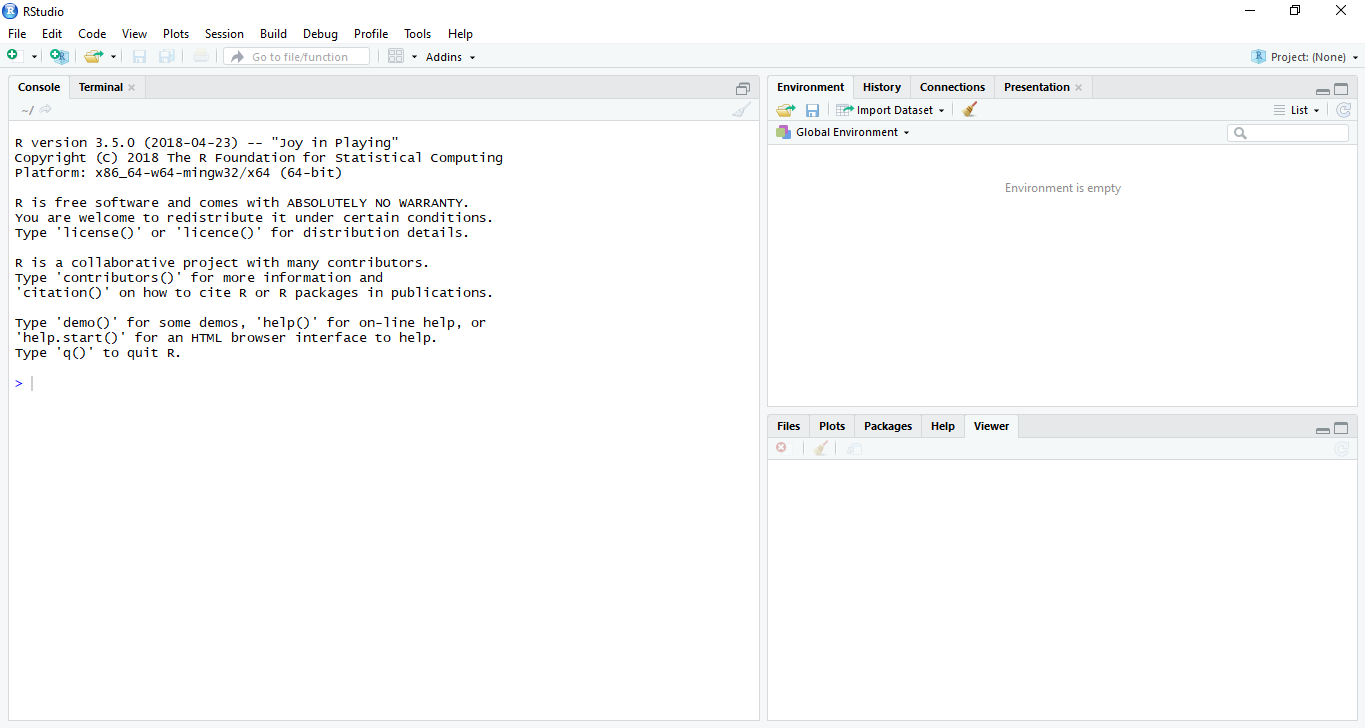 RStudio
File Edit Code View Plots Session Build Debug Profile Tools Help
Go to file/function Addins Project: (None)
Console Terminal
~/
R version 3.5.0 (2018-04-23) -- "Joy in Playing"
Copyright (C) 2018 The R Foundation for Statistical Computing
Platform: x86_64-w64-mingw32/x64 (64-bit)
R is free software and comes with ABSOLUTELY NO WARRANTY.
You are welcome to redistribute it under certain conditions.
Type 'license()' or 'licence()' for distribution details.
R is a collaborative project with many contributors.
Type 'contributors()' for more information and
'citation()' on how to cite R or R packages in publications.
Type 'demo()' for some demos, 'help()' for on-line help, or
'help.start()' for an HTML browser interface to help.
Type 'q()' to quit R.
>
Environment History Connections Presentation
Import Dataset List
Global Environment
Environment is empty
Files Plots Packages Help Viewer